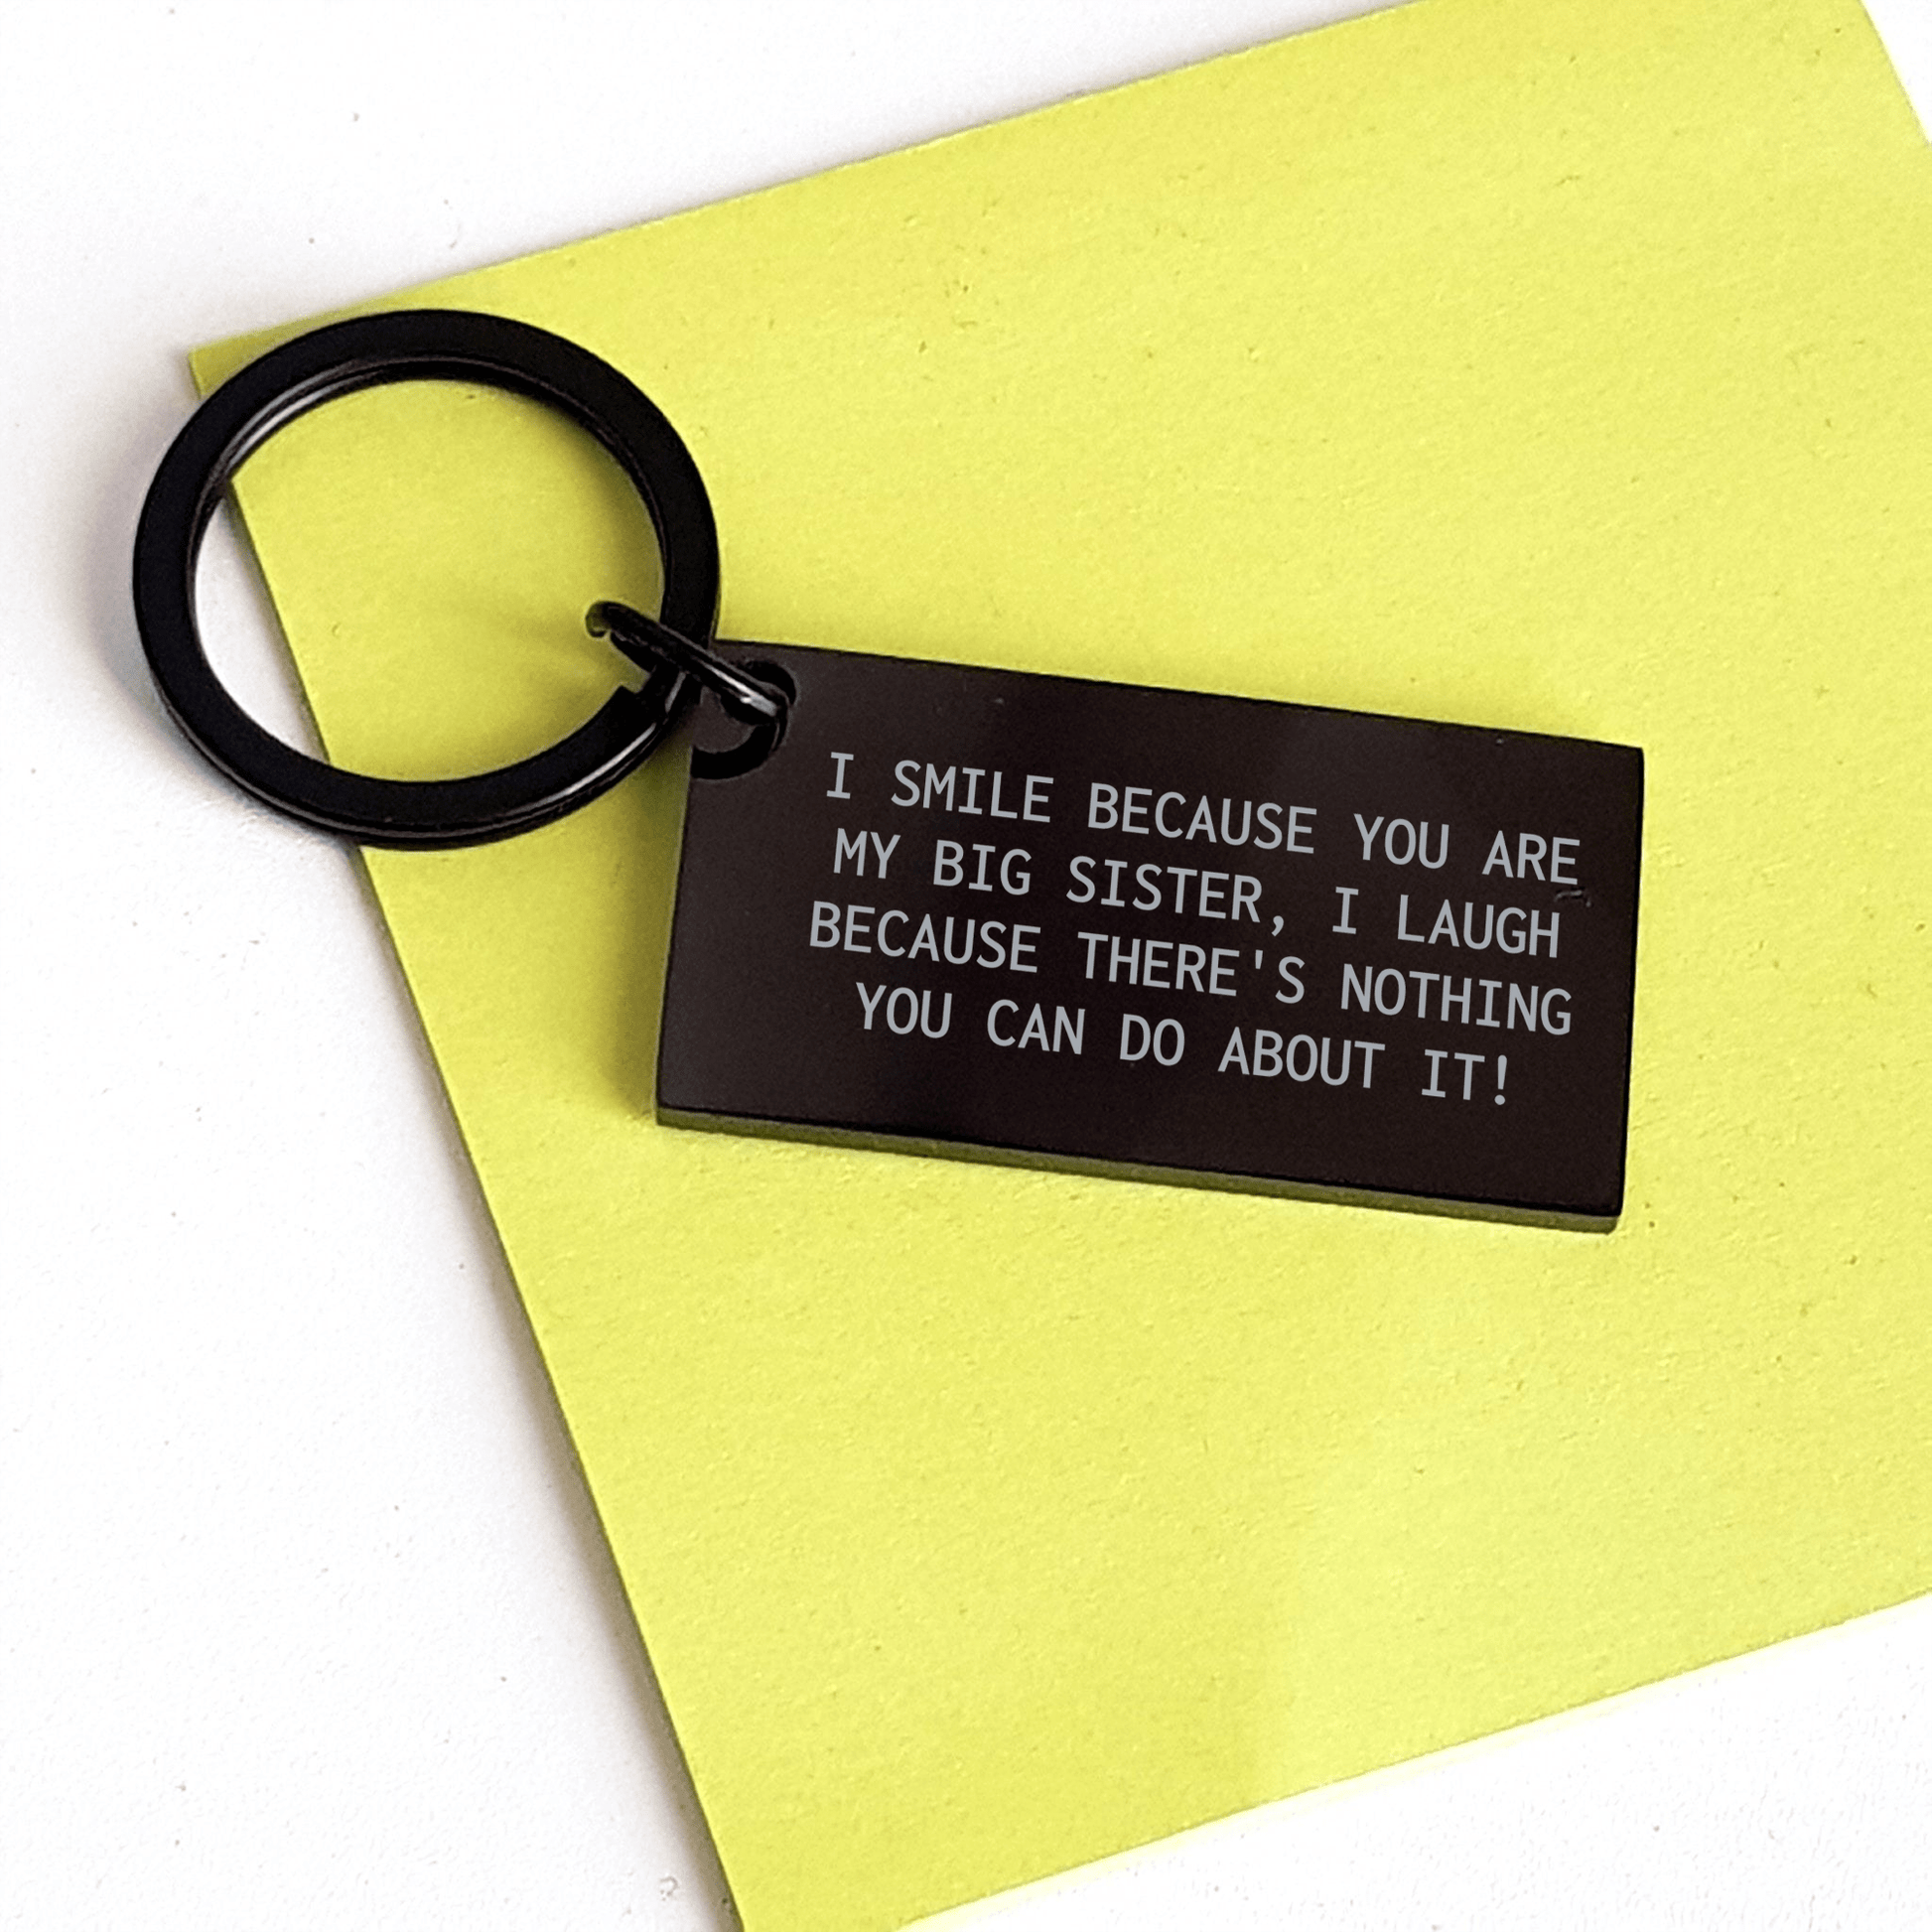 I SMILE BECAUSE YOU ARE
MY BIG SISTER, I LAUGH
BECAUSE THERE'S NOTHING
YOU CAN DO ABOUT IT!